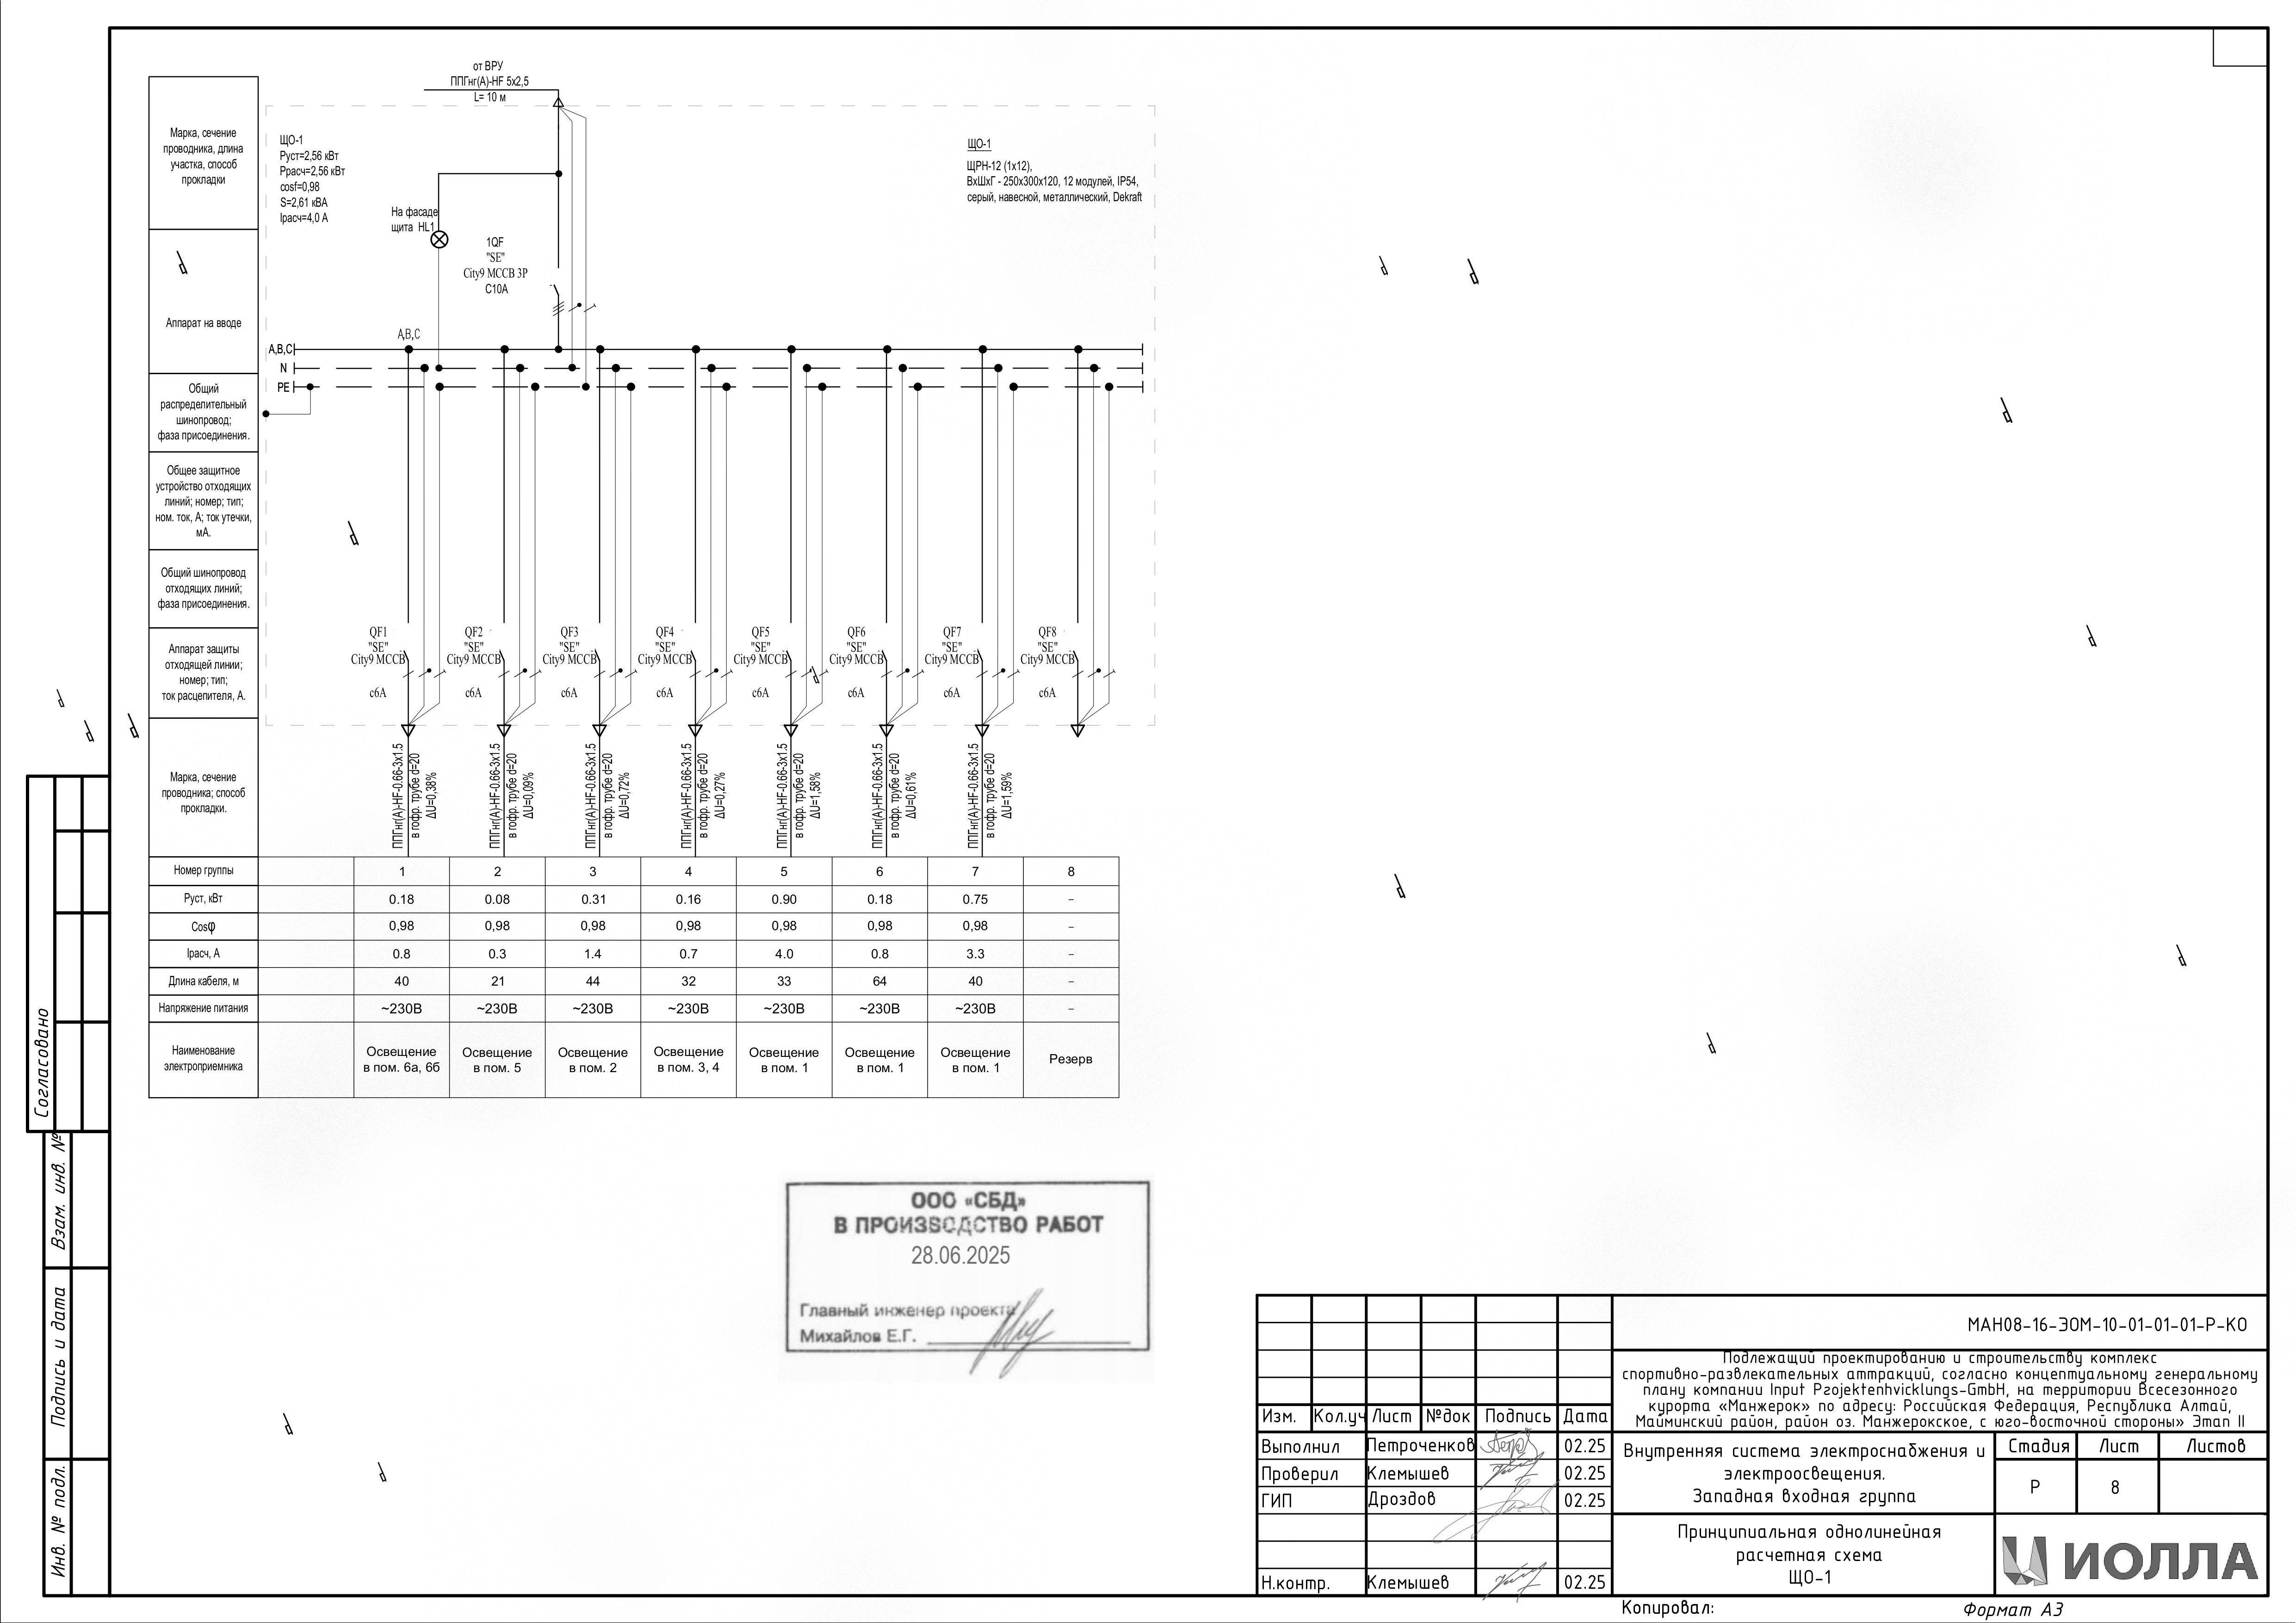 от ВРУ
ППГнг(А)-HF 5х2,5
L= 10 м
ЩО-1
Руст=2,56 кВт
Ррасч=2,56 кВт
cosf=0,98
S=2,61 кВА
Iрасч=4,0 А
На фасаде
щита HL1
1QF
"SE"
City9 MCCB 3P
C10A
ЩО-1
ЩРН-12 (1х12),
ВхШхГ - 250х300х120, 12 модулей, IP54,
серый, навесной, металлический, Dekraft
Марка, сечение
проводника, длина
участка, способ
прокладки
Аппарат на вводе
Общий
распределительный
шинопровод;
фаза присоединения.
Общее защитное
устройство отходящих
линий; номер; тип;
ном. ток, А; ток утечки,
мА.
Общий шинопровод
отходящих линий;
фаза присоединения.
Аппарат защиты
отходящей линии;
номер; тип;
ток расцепителя, А.
Марка, сечение
проводника; способ
прокладки.
A,B,C
A,B,C
N
PE
QF1 QF2 QF3 QF4 QF5 QF6 QF7 QF8
"SE" "SE" "SE" "SE" "SE" "SE" "SE" "SE"
City9 MCCB City9 MCCB City9 MCCB City9 MCCB City9 MCCB City9 MCCB City9 MCCB City9 MCCB
c6A c6A c6A c6A c6A c6A c6A c6A
ППГнг(А)-HF-0.66-3х1.5
в гофр. трубе d=20
ΔU=0,38%
ППГнг(А)-HF-0.66-3х1.5
в гофр. трубе d=20
ΔU=0,09%
ППГнг(А)-HF-0.66-3х1.5
в гофр. трубе d=20
ΔU=0,72%
ППГнг(А)-HF-0.66-3х1.5
в гофр. трубе d=20
ΔU=0,27%
ППГнг(А)-HF-0.66-3х1.5
в гофр. трубе d=20
ΔU=1,58%
ППГнг(А)-HF-0.66-3х1.5
в гофр. трубе d=20
ΔU=0,61%
ППГнг(А)-HF-0.66-3х1.5
в гофр. трубе d=20
ΔU=1,59%
Номер группы 1 2 3 4 5 6 7 8
Руст, кВт 0.18 0.08 0.31 0.16 0.90 0.18 0.75 –
Cosφ 0,98 0,98 0,98 0,98 0,98 0,98 0,98 –
Iрасч, А 0.8 0.3 1.4 0.7 4.0 0.8 3.3 –
Длина кабеля, м 40 21 44 32 33 64 40 –
Напряжение питания ~230В ~230В ~230В ~230В ~230В ~230В ~230В –
Наименование
электроприемника
Освещение
в пом. 6а, 6б
Освещение
в пом. 5
Освещение
в пом. 2
Освещение
в пом. 3, 4
Освещение
в пом. 1
Освещение
в пом. 1
Освещение
в пом. 1
Резерв
ООО «СБД»
В ПРОИЗВОДСТВО РАБОТ
28.06.2025
Главный инженер проекта
Михайлов Е.Г.
Согласовано
Взам. инв. №
Подпись и дата
Инв. № подл.
МАН08-16-ЭОМ-10-01-01-01-Р-КО
Подлежащий проектированию и строительству комплекс
спортивно-развлекательных аттракций, согласно концептуальному генеральному
плану компании Input Projektenhvicklungs-GmbH, на территории Всесезонного
курорта «Манжерок» по адресу: Российская Федерация, Республика Алтай,
Майминский район, район оз. Манжерокское, с юго-восточной стороны» Этап II
Изм. Кол.уч Лист №док Подпись Дата
Выполнил Петроченков 02.25
Проверил Клемышев 02.25
ГИП Дроздов 02.25
Н.контр. Клемышев 02.25
Внутренняя система электроснабжения и
электроосвещения.
Западная входная группа
Стадия Лист Листов
Р 8
Принципиальная однолинейная
расчетная схема
ЩО-1
ИОЛЛА
Копировал:
Формат А3